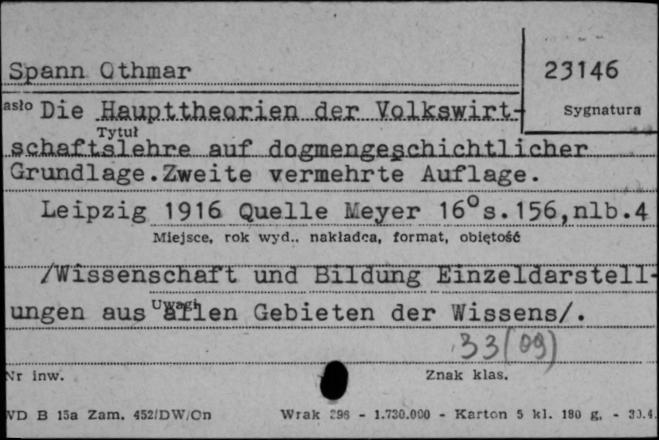 Spann Othmar
23146
asło Die Haupttheorien der Volkswirt-
Sygnatura
Tytuł
schaftslehre auf dogmengeschichtlicher
Grundlage.Zweite vermehrte Auflage.
Leipzig 1916 Quelle Meyer 16°s.156,nlb.4
Miejsce, rok wyd., nakładca, format, objętość
/Wissenschaft und Bildung Einzeldarstell-
Uwagi
ungen aus allen Gebieten der Wissens/.
33(09)
Nr inw.
Znak klas.
WD B 15a Zam. 452/DW/Cn Wrak 296 - 1.730.000 - Karton 5 kl. 180 g, - 30.4.